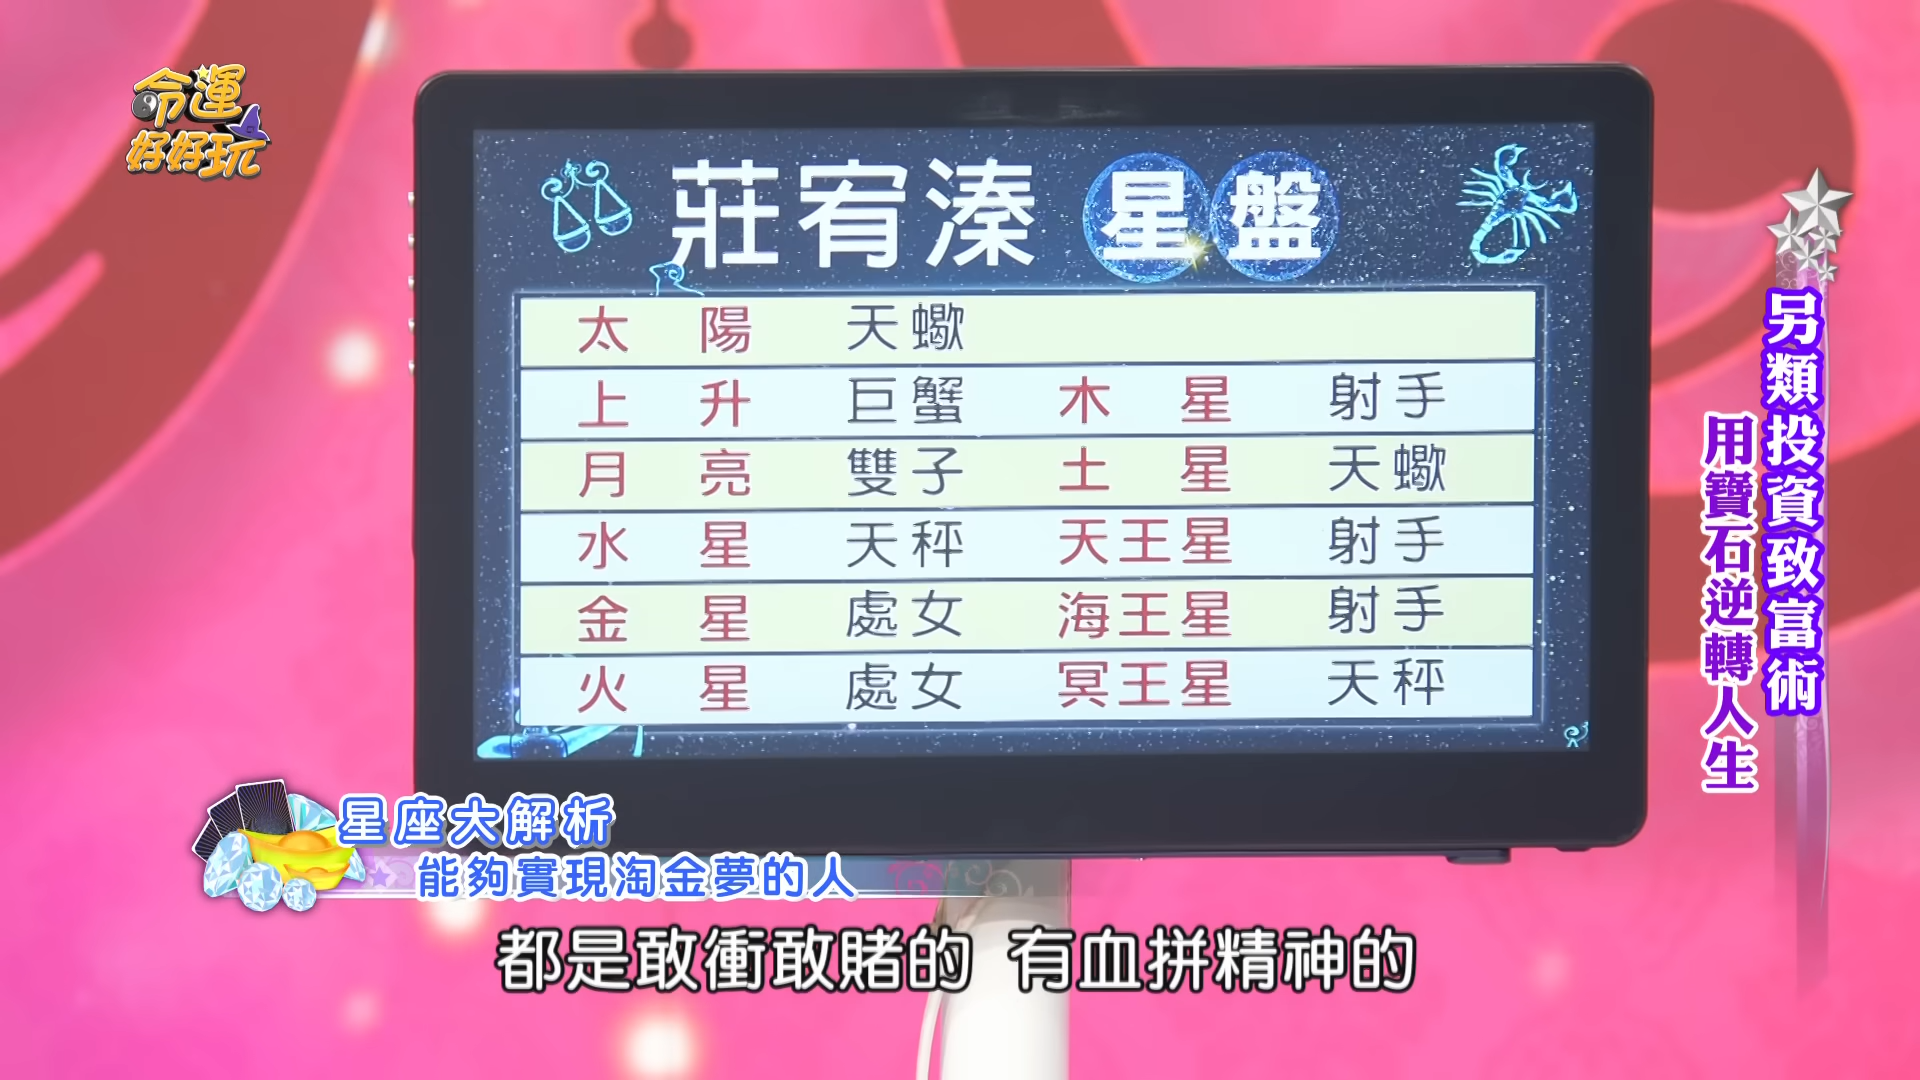 命運
好好玩
莊宥溱 星盤
太陽 天蠍
上升 巨蟹 木星 射手
月亮 雙子 土星 天蠍
水星 天秤 天王星 射手
金星 處女 海王星 射手
火星 處女 冥王星 天秤
另類投資致富術
用寶石逆轉人生
星座大解析
能夠實現淘金夢的人
都是敢衝敢賭的 有血拼精神的